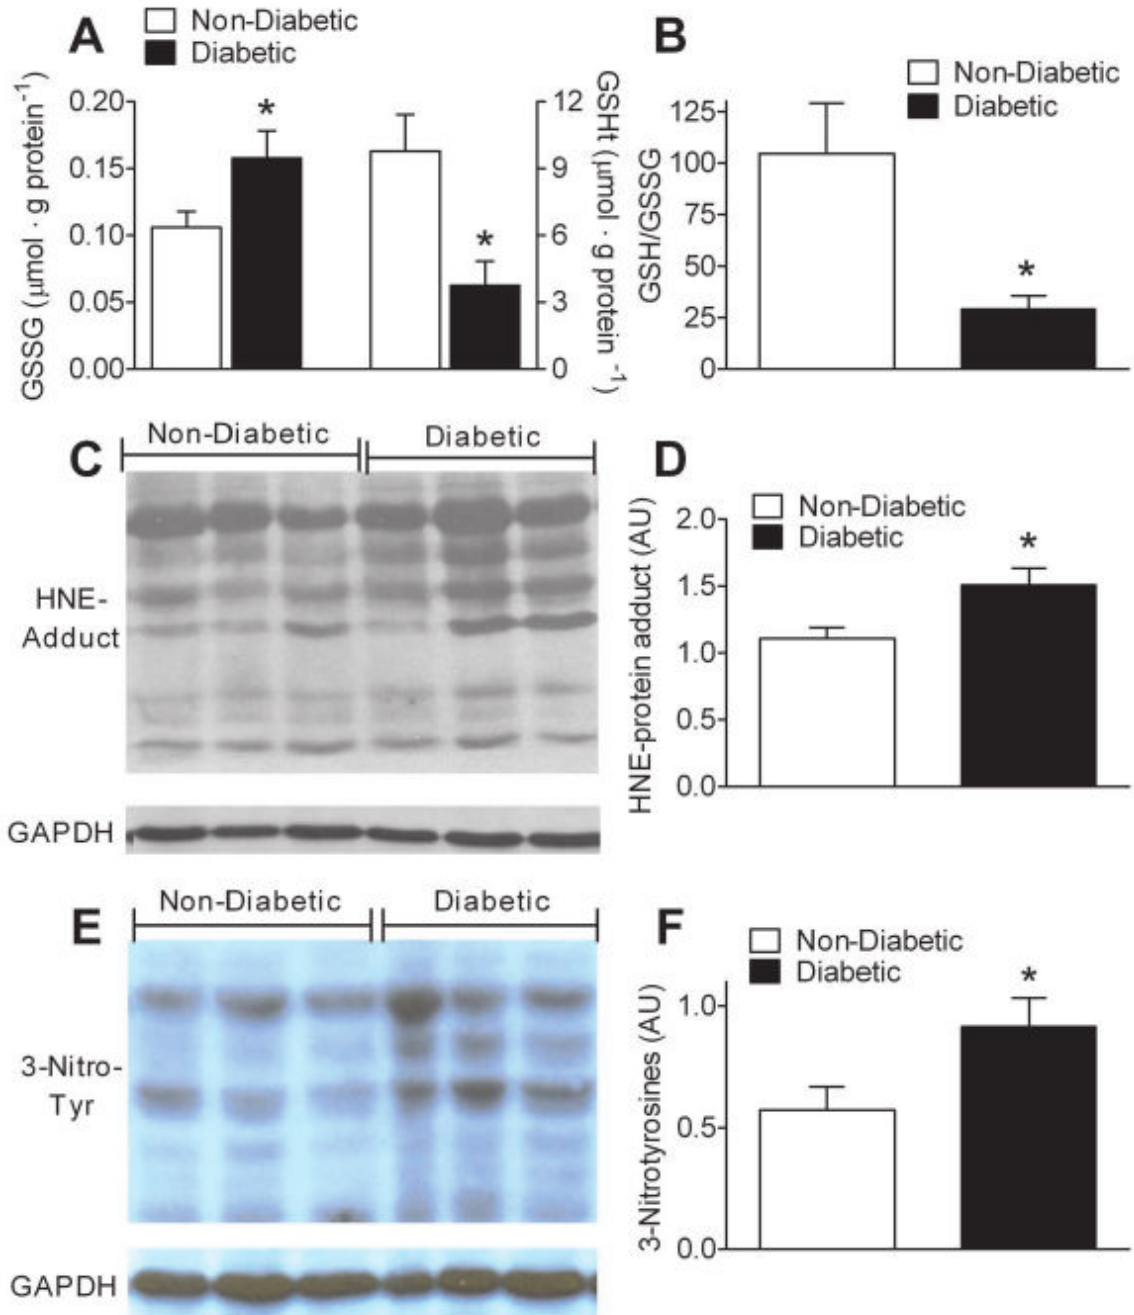 A
Non-Diabetic
Diabetic
GSSG (μmol · g protein⁻¹)
0.20
0.15
0.10
0.05
0.00
*
*
12
9
6
3
0
GSHt (μmol · g protein ⁻¹)
B
Non-Diabetic
Diabetic
GSH/GSSG
125
100
75
50
25
0
*
C
Non-Diabetic
Diabetic
HNE-
Adduct
GAPDH
D
Non-Diabetic
Diabetic
HNE-protein adduct (AU)
2.0
1.5
1.0
0.5
0.0
*
E
Non-Diabetic
Diabetic
3-Nitro-
Tyr
GAPDH
F
Non-Diabetic
Diabetic
3-Nitrotyrosines (AU)
1.0
0.5
0.0
*